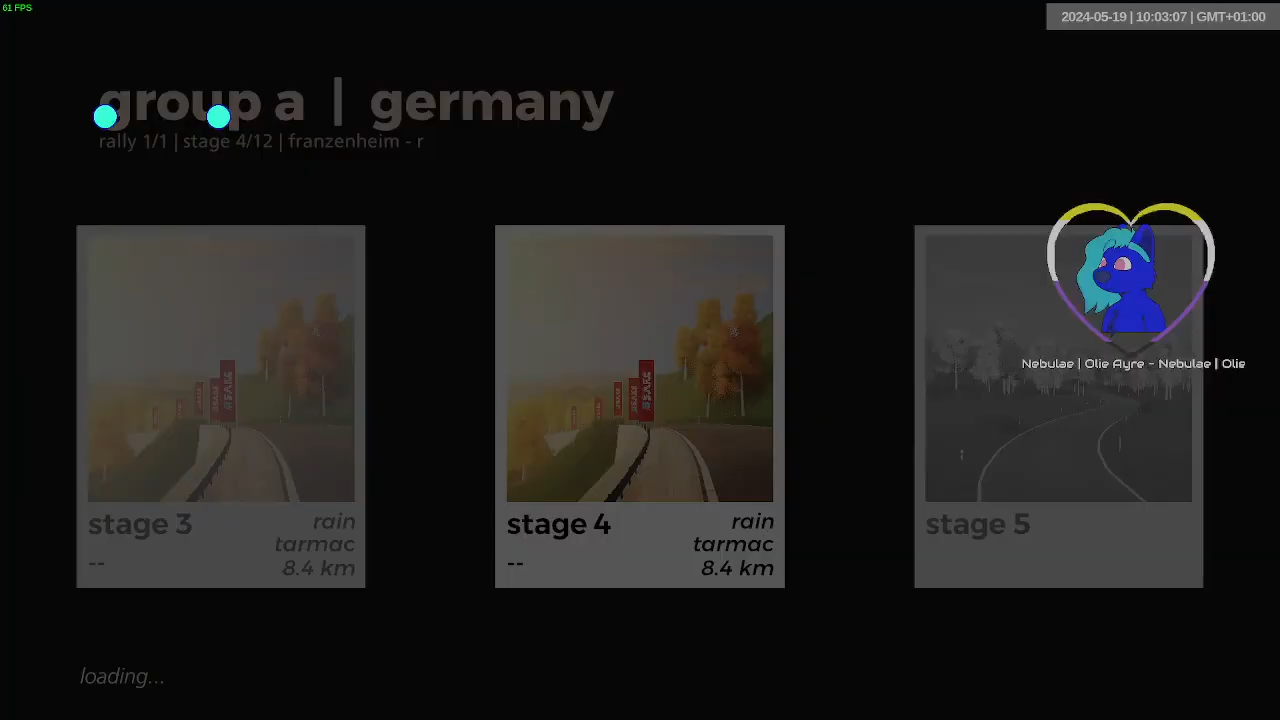 61 FPS
2024-05-19 | 10:03:07 | GMT+01:00
group a | germany
rally 1/1 | stage 4/12 | franzenheim - r
Nebulae | Olie Ayre - Nebulae | Olie
stage 3
rain
tarmac
--
8.4 km
stage 4
rain
tarmac
--
8.4 km
stage 5
loading...